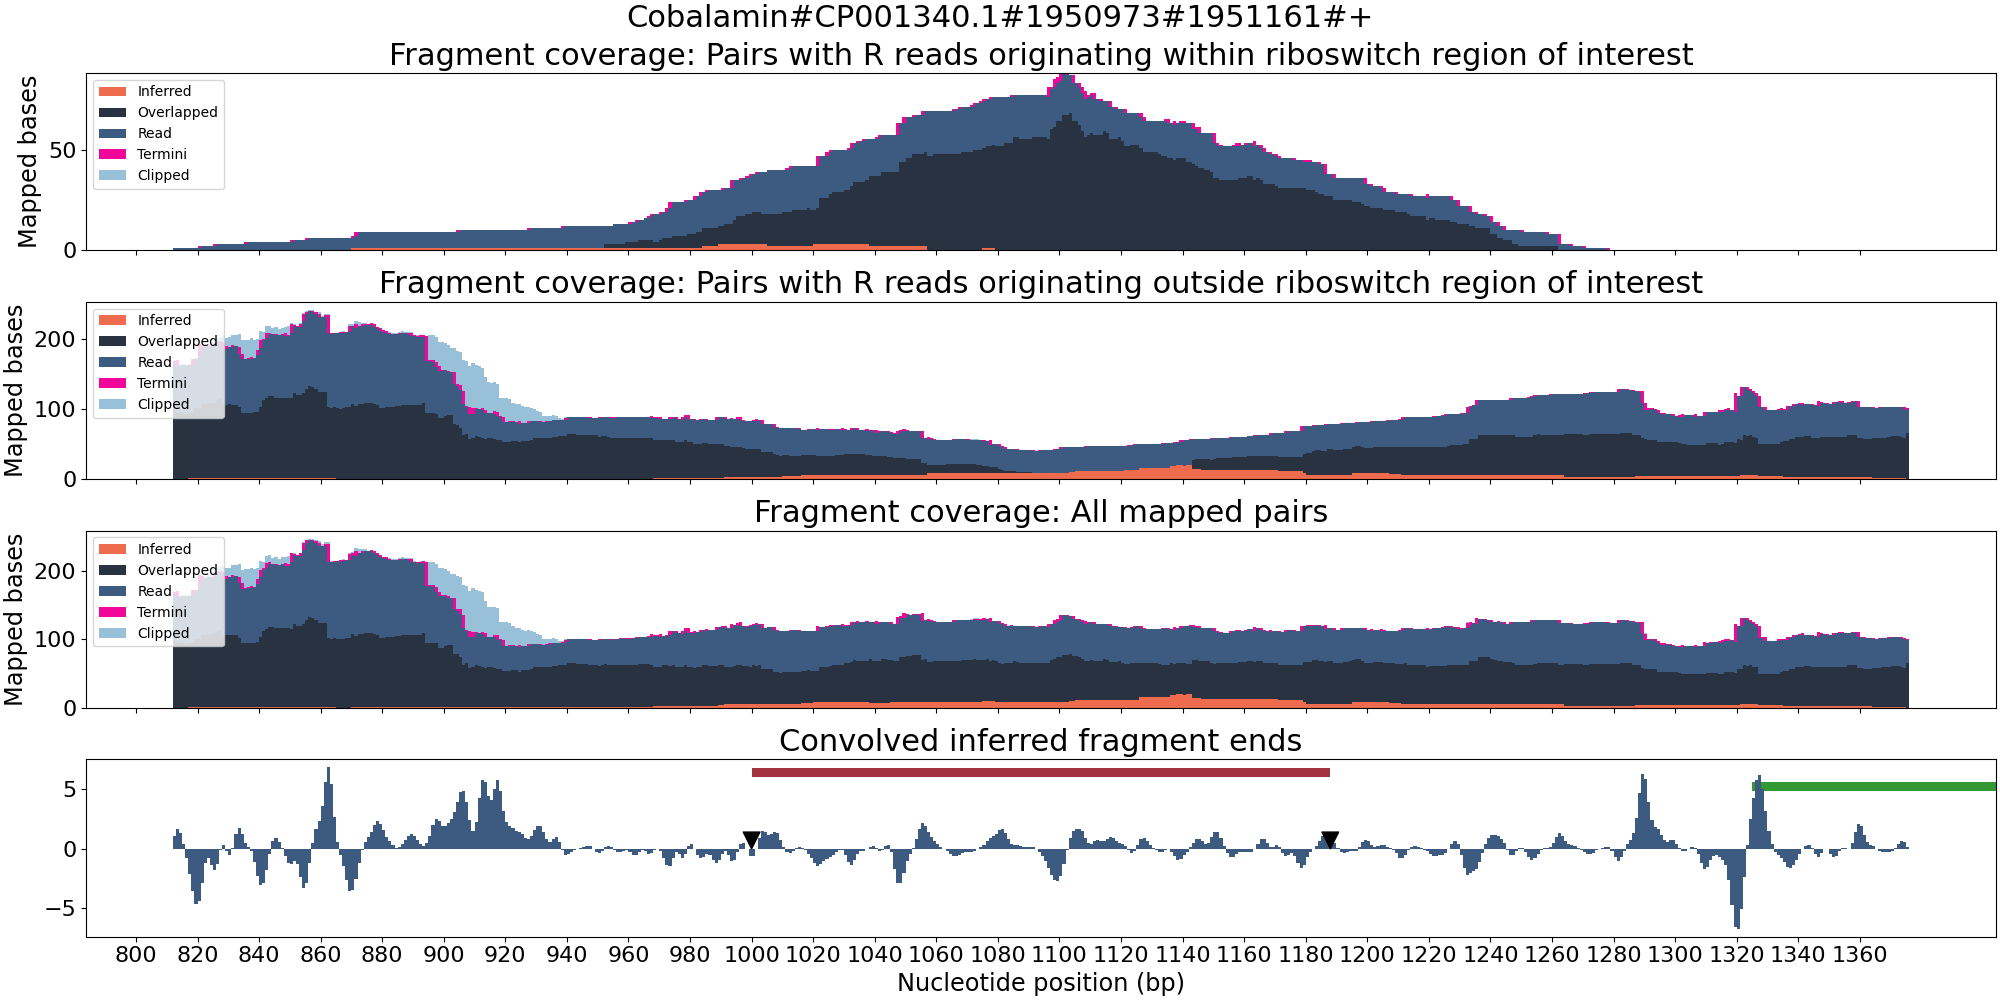 Cobalamin#CP001340.1#1950973#1951161#+
Fragment coverage: Pairs with R reads originating within riboswitch region of interest
Mapped bases
50
0
Inferred
Overlapped
Read
Termini
Clipped
Fragment coverage: Pairs with R reads originating outside riboswitch region of interest
Mapped bases
200
100
0
Inferred
Overlapped
Read
Termini
Clipped
Fragment coverage: All mapped pairs
Mapped bases
200
100
0
Inferred
Overlapped
Read
Termini
Clipped
Convolved inferred fragment ends
5
0
−5
800 820 840 860 880 900 920 940 960 980 1000 1020 1040 1060 1080 1100 1120 1140 1160 1180 1200 1220 1240 1260 1280 1300 1320 1340 1360
Nucleotide position (bp)